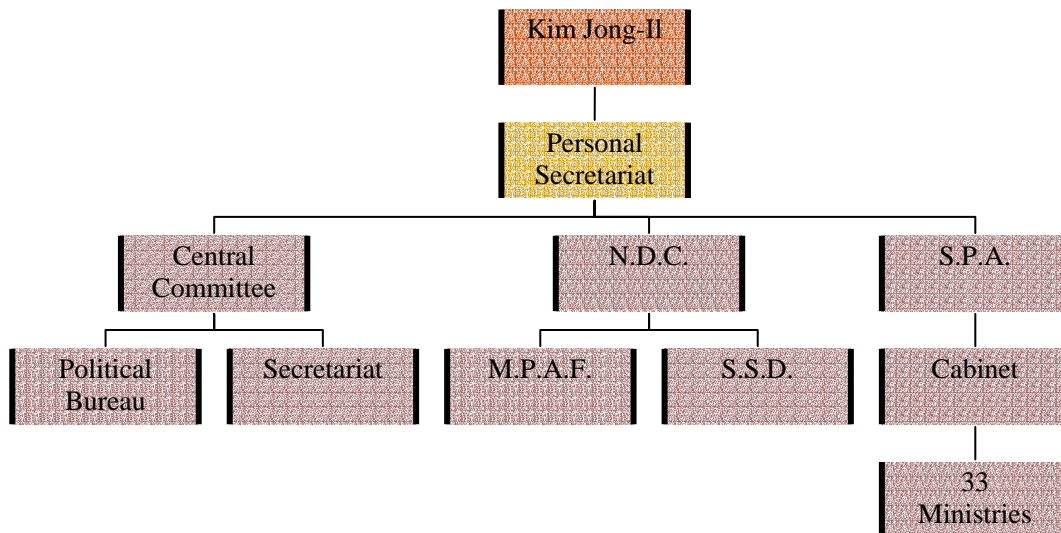 Kim Jong-Il
Personal
Secretariat
Central
Committee
N.D.C.
S.P.A.
Political
Bureau
Secretariat
M.P.A.F.
S.S.D.
Cabinet
33
Ministries